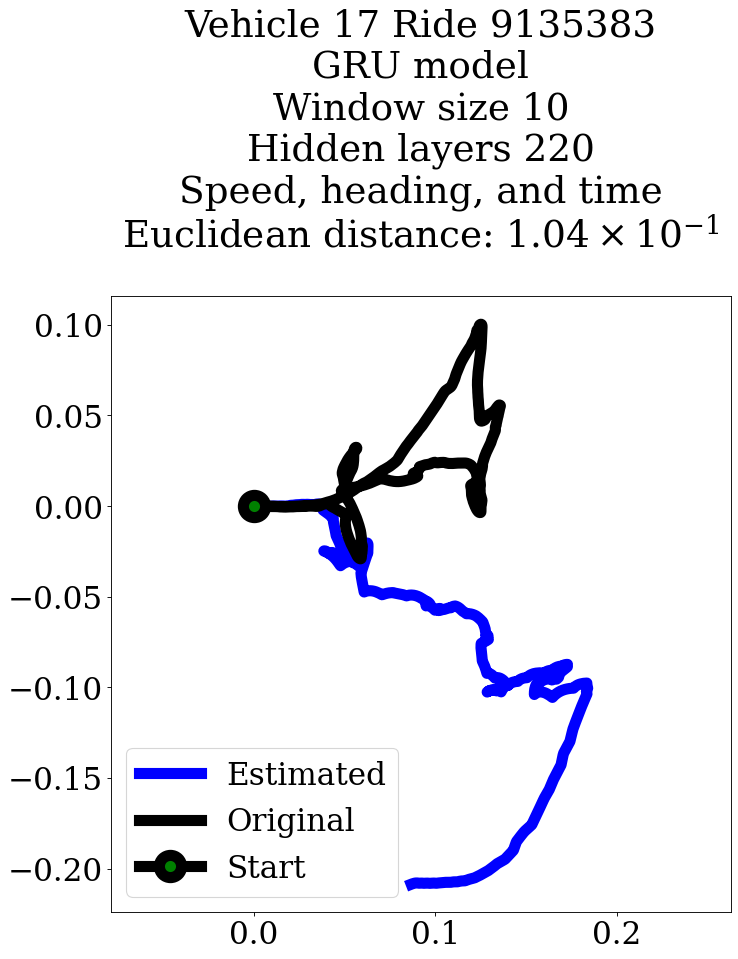 Vehicle 17 Ride 9135383
GRU model
Window size 10
Hidden layers 220
Speed, heading, and time
Euclidean distance: 1.04 × 10⁻¹
0.10
0.05
0.00
−0.05
−0.10
−0.15
−0.20
Estimated
Original
Start
0.0 0.1 0.2